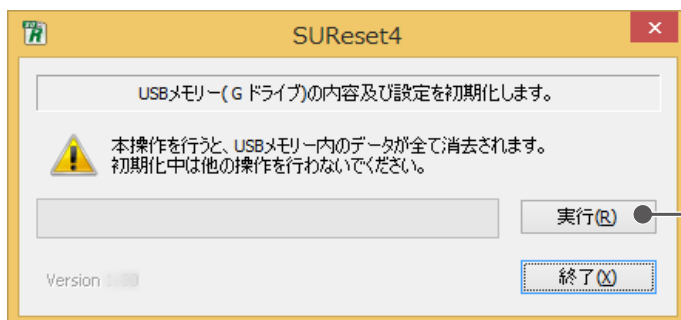 SUReset4
USBメモリー( G ドライブ)の内容及び設定を初期化します。
本操作を行うと、USBメモリー内のデータが全て消去されます。
初期化中は他の操作を行わないでください。
実行(R)
Version
終了(X)